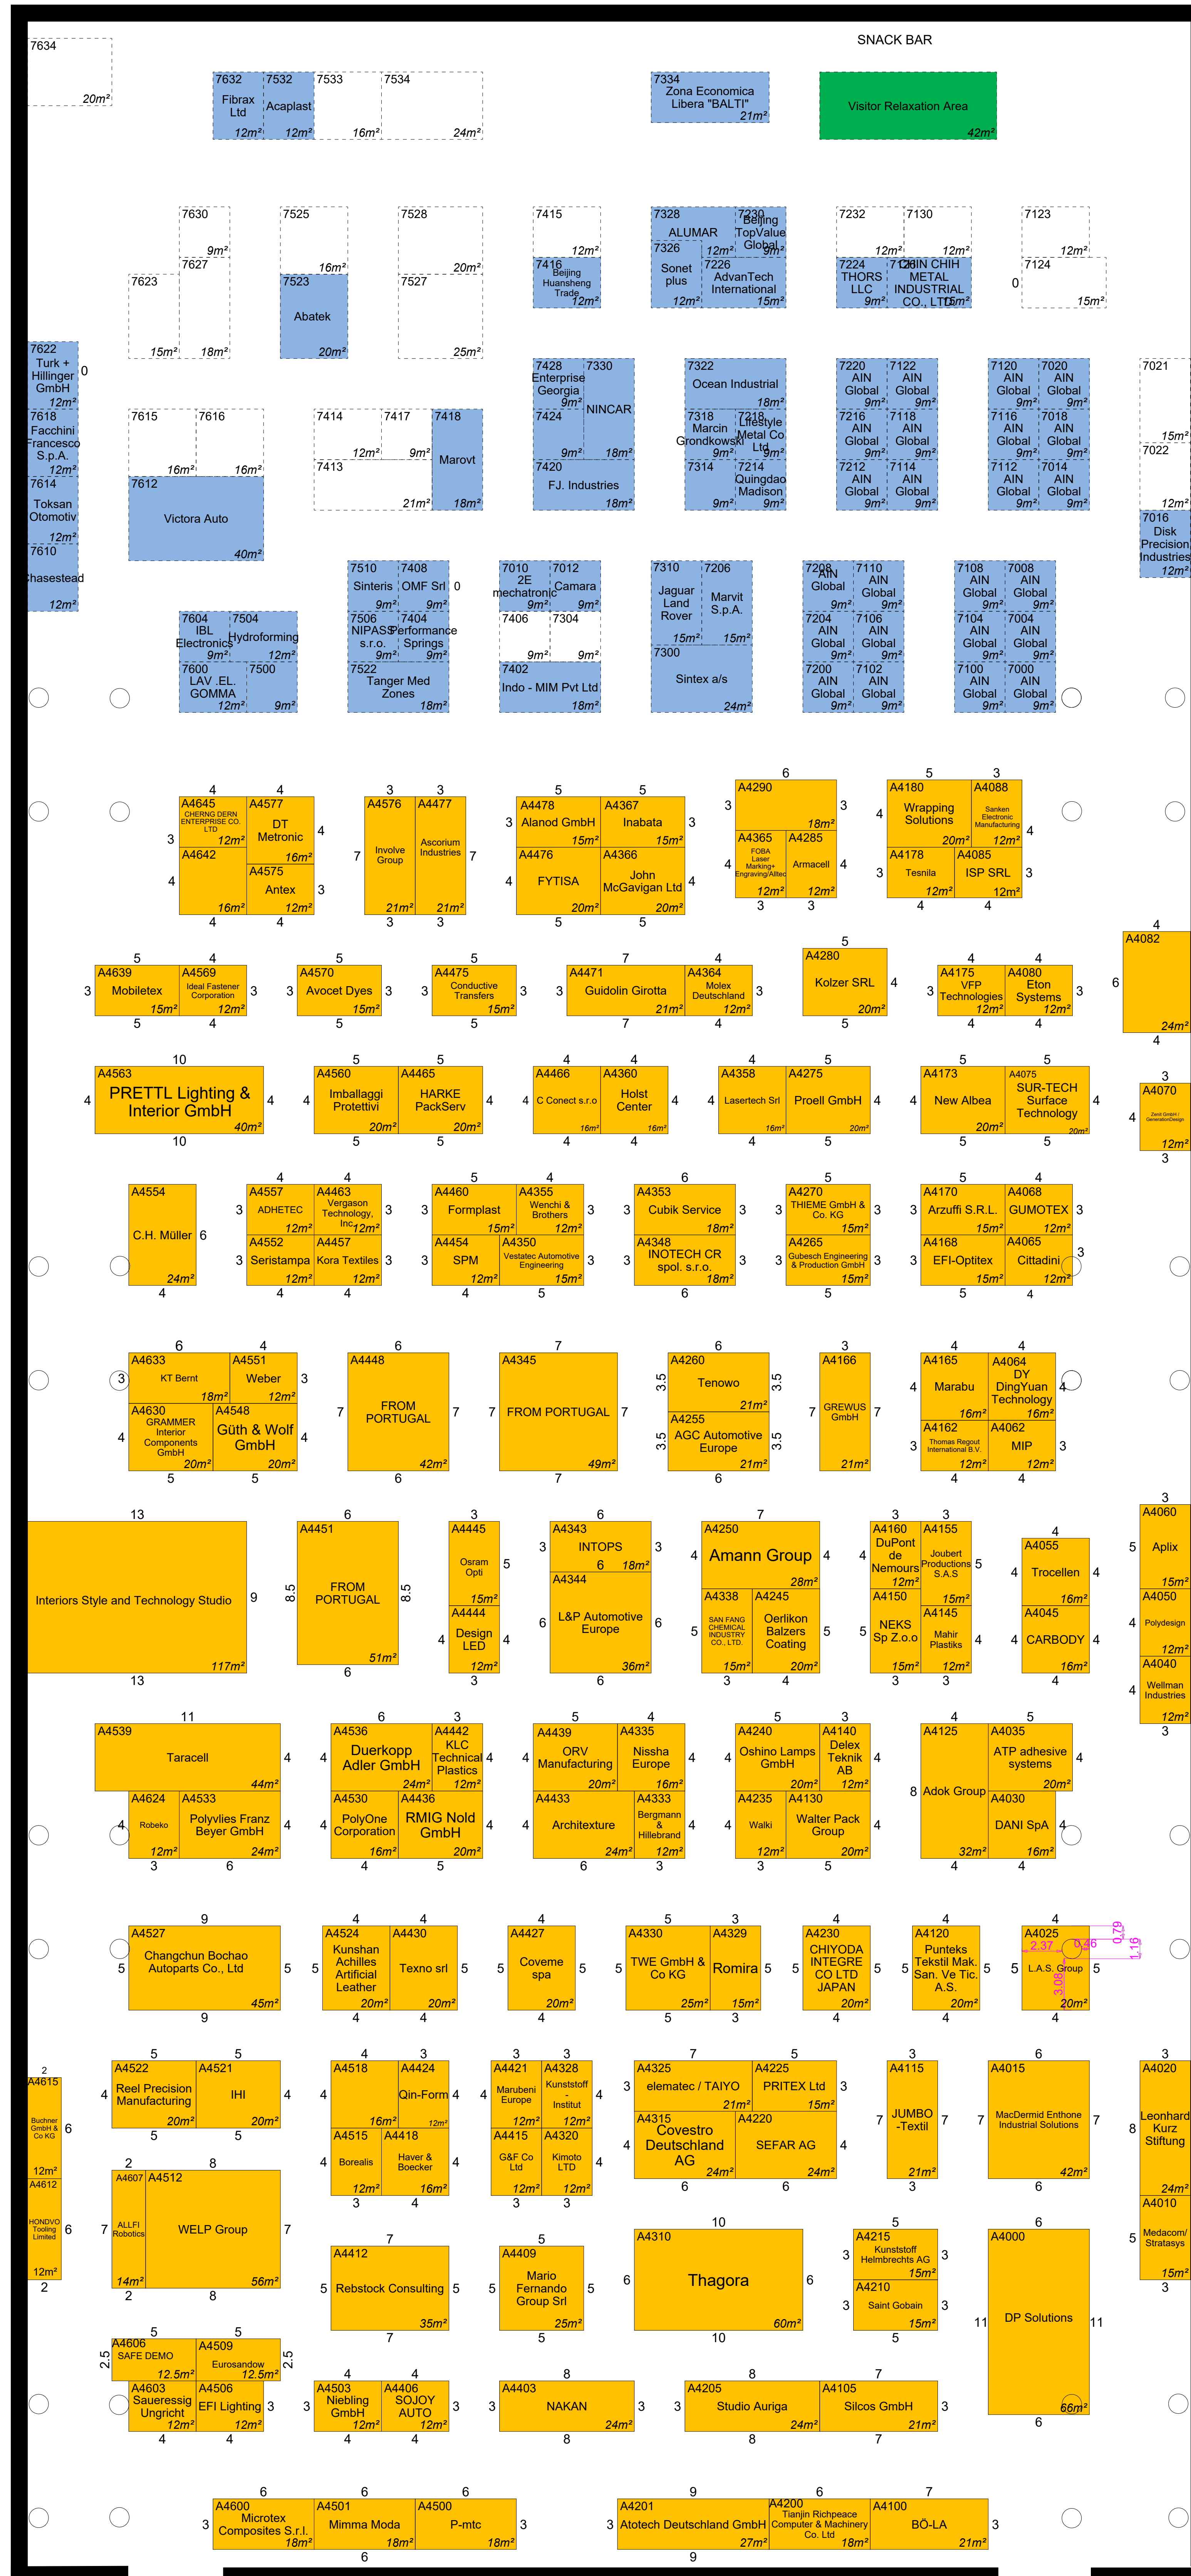 SNACK BAR
7634
20m²
7632
Fibrax
Ltd
12m²
7532
Acaplast
12m²
7533
16m²
7534
24m²
7334
Zona Economica
Libera "BALTI"
21m²
Visitor Relaxation Area
42m²
7630
9m²
7525
16m²
7528
20m²
7415
12m²
7328
ALUMAR
12m²
7230
Beijing
TopValue
Global
9m²
7232
12m²
7130
12m²
7123
12m²
7623
15m²
7627
18m²
7523
Abatek
20m²
7527
25m²
7416
Beijing
Huansheng
Trade
12m²
7326
Sonet
plus
12m²
7226
AdvanTech
International
15m²
7224
THORS
LLC
9m²
CHIN CHIH
METAL
INDUSTRIAL
CO., LTD.
15m²
0
7124
15m²
7622
Turk +
Hillinger
GmbH
12m²
0
7618
Facchini
Francesco
S.p.A.
12m²
7614
Toksan
Otomotiv
12m²
7610
Chasestead
12m²
7615
16m²
7616
16m²
7612
Victora Auto
40m²
7414
12m²
7417
9m²
7413
21m²
7418
Marovt
18m²
7428
Enterprise
Georgia
9m²
7330
NINCAR
18m²
7424
9m²
7420
FJ. Industries
18m²
7322
Ocean Industrial
18m²
7318
Marcin
Grondkowski
9m²
7218
Lifestyle
Metal Co
Ltd
9m²
7314
9m²
7214
Quingdao
Madison
9m²
7220
AIN
Global
9m²
7122
AIN
Global
9m²
7216
AIN
Global
9m²
7118
AIN
Global
9m²
7212
AIN
Global
9m²
7114
AIN
Global
9m²
7120
AIN
Global
9m²
7020
AIN
Global
9m²
7116
AIN
Global
9m²
7018
AIN
Global
9m²
7112
AIN
Global
9m²
7014
AIN
Global
9m²
7021
15m²
7022
12m²
7016
Disk
Precision
Industries
12m²
7604
IBL
Electronics
9m²
7504
Hydroforming
12m²
7600
LAV .EL.
GOMMA
12m²
7500
9m²
7510
Sinteris
9m²
7408
OMF Srl
9m²
0
7506
NIPASS
s.r.o.
9m²
7404
Performance
Springs
9m²
7522
Tanger Med
Zones
18m²
7010
2E
mechatronic
9m²
7012
Camara
9m²
7406
9m²
7304
9m²
7402
Indo - MIM Pvt Ltd
18m²
7310
Jaguar
Land
Rover
15m²
7206
Marvit
S.p.A.
15m²
7300
Sintex a/s
24m²
7208
AIN
Global
9m²
7110
AIN
Global
9m²
7204
AIN
Global
9m²
7106
AIN
Global
9m²
7200
AIN
Global
9m²
7102
AIN
Global
9m²
7108
AIN
Global
9m²
7008
AIN
Global
9m²
7104
AIN
Global
9m²
7004
AIN
Global
9m²
7100
AIN
Global
9m²
7000
AIN
Global
9m²
A4645
CHERNG DERN
ENTERPRISE CO.
LTD
12m²
A4577
DT
Metronic
16m²
A4642
16m²
A4575
Antex
12m²
A4576
Involve
Group
21m²
A4477
Ascorium
Industries
21m²
A4478
Alanod GmbH
15m²
A4367
Inabata
15m²
A4476
FYTISA
20m²
A4366
John
McGavigan Ltd
20m²
A4290
18m²
A4365
FOBA
Laser
Marking+
Engraving/Alltec
12m²
A4285
Armacell
12m²
A4180
Wrapping
Solutions
20m²
A4088
Sanken
Electronic
Manufacturing
12m²
A4178
Tesnila
12m²
A4085
ISP SRL
12m²
A4639
Mobiletex
15m²
A4569
Ideal Fastener
Corporation
12m²
A4570
Avocet Dyes
15m²
A4475
Conductive
Transfers
15m²
A4471
Guidolin Girotta
21m²
A4364
Molex
Deutschland
12m²
A4280
Kolzer SRL
20m²
A4175
VFP
Technologies
12m²
A4080
Eton
Systems
12m²
A4082
24m²
A4563
PRETTL Lighting &
Interior GmbH
40m²
A4560
Imballaggi
Protettivi
20m²
A4465
HARKE
PackServ
20m²
A4466
C Conect s.r.o
16m²
A4360
Holst
Center
16m²
A4358
Lasertech Srl
16m²
A4275
Proell GmbH
20m²
A4173
New Albea
20m²
A4075
SUR-TECH
Surface
Technology
20m²
A4070
Zerot GmbH /
GenerationDesign
12m²
A4554
C.H. Müller
24m²
A4557
ADHETEC
12m²
A4463
Vergason
Technology,
Inc.
12m²
A4552
Seristampa
12m²
A4457
Kora Textiles
12m²
A4460
Formplast
15m²
A4355
Wenchi &
Brothers
12m²
A4454
SPM
12m²
A4350
Vestatec Automotive
Engineering
15m²
A4353
Cubik Service
18m²
A4348
INOTECH CR
spol. s.r.o.
18m²
A4270
THIEME GmbH &
Co. KG
15m²
A4265
Gubesch Engineering
& Production GmbH
15m²
A4170
Arzuffi S.R.L.
15m²
A4068
GUMOTEX
12m²
A4168
EFI-Optitex
15m²
A4065
Cittadini
12m²
A4633
KT Bernt
18m²
A4551
Weber
12m²
A4630
GRAMMER
Interior
Components
GmbH
20m²
A4548
Güth & Wolf
GmbH
20m²
A4448
FROM
PORTUGAL
42m²
A4345
FROM PORTUGAL
49m²
A4260
Tenowo
21m²
A4255
AGC Automotive
Europe
21m²
A4166
GREWUS
GmbH
21m²
A4165
Marabu
16m²
A4064
DY
DingYuan
Technology
16m²
A4162
Thomas Regout
International B.V.
12m²
A4062
MIP
12m²
Interiors Style and Technology Studio
117m²
A4451
FROM
PORTUGAL
51m²
A4445
Osram
Opti
15m²
A4444
Design
LED
12m²
A4343
INTOPS
6
18m²
A4344
L&P Automotive
Europe
36m²
A4250
Amann Group
28m²
A4338
SAN FANG
CHEMICAL
INDUSTRY
CO., LTD.
15m²
A4245
Oerlikon
Balzers
Coating
20m²
A4160
DuPont
de
Nemours
12m²
A4155
Joubert
Productions
S.A.S
15m²
A4150
NEKS
Sp Z.o.o
15m²
A4145
Mahir
Plastiks
12m²
A4055
Trocellen
16m²
A4045
CARBODY
16m²
A4060
Aplix
15m²
A4050
Polydesign
12m²
A4040
Wellman
Industries
12m²
A4539
Taracell
44m²
A4624
Robeko
12m²
A4533
Polyvlies Franz
Beyer GmbH
24m²
A4536
Duerkopp
Adler GmbH
24m²
A4442
KLC
Technical
Plastics
12m²
A4530
PolyOne
Corporation
16m²
A4436
RMIG Nold
GmbH
20m²
A4439
ORV
Manufacturing
20m²
A4335
Nissha
Europe
16m²
A4433
Architexture
24m²
A4333
Bergmann
&
Hillebrand
12m²
A4240
Oshino Lamps
GmbH
20m²
A4140
Delex
Teknik
AB
12m²
A4235
Walki
12m²
A4130
Walter Pack
Group
20m²
A4125
Adok Group
32m²
A4035
ATP adhesive
systems
20m²
A4030
DANI SpA
16m²
A4527
Changchun Bochao
Autoparts Co., Ltd
45m²
A4524
Kunshan
Achilles
Artificial
Leather
20m²
A4430
Texno srl
20m²
A4427
Coveme
spa
20m²
A4330
TWE GmbH &
Co KG
25m²
A4329
Romira
15m²
A4230
CHIYODA
INTEGRE
CO LTD
JAPAN
20m²
A4120
Punteks
Tekstil Mak.
San. Ve Tic.
A.S.
20m²
A4025
L.A.S. Group
20m²
2.37
0.46
0.79
1.16
3.08
A4615
Buchner
GmbH &
Co KG
12m²
A4612
HONDVO
Tooling
Limited
12m²
A4522
Reel Precision
Manufacturing
20m²
A4521
IHI
20m²
A4518
16m²
A4424
Qin-Form
12m²
A4515
Borealis
12m²
A4418
Haver &
Boecker
16m²
A4421
Marubeni
Europe
12m²
A4328
Kunststoff
-
Institut
12m²
A4415
G&F Co
Ltd
12m²
A4320
Kimoto
LTD
12m²
A4325
elematec / TAIYO
21m²
A4225
PRITEX Ltd
15m²
A4315
Covestro
Deutschland
AG
24m²
A4220
SEFAR AG
24m²
A4115
JUMBO
-Textil
21m²
A4015
MacDermid Enthone
Industrial Solutions
42m²
A4020
Leonhard
Kurz
Stiftung
24m²
A4010
Medacom/
Stratasys
15m²
A4607
ALLFI
Robotics
14m²
A4512
WELP Group
56m²
A4412
Rebstock Consulting
35m²
A4409
Mario
Fernando
Group Srl
25m²
A4310
Thagora
60m²
A4215
Kunststoff
Helmbrechts AG
15m²
A4210
Saint Gobain
15m²
A4000
DP Solutions
66m²
A4606
SAFE DEMO
12.5m²
A4509
Eurosandow
12.5m²
A4603
Saueressig
Ungricht
12m²
A4506
EFI Lighting
12m²
A4503
Niebling
GmbH
12m²
A4406
SOJOY
AUTO
12m²
A4403
NAKAN
24m²
A4205
Studio Auriga
24m²
A4105
Silcos GmbH
21m²
A4600
Microtex
Composites S.r.l.
18m²
A4501
Mimma Moda
18m²
A4500
P-mtc
18m²
A4201
Atotech Deutschland GmbH
27m²
A4200
Tianjin Richpeace
Computer & Machinery
Co. Ltd
18m²
A4100
BÖ-LA
21m²